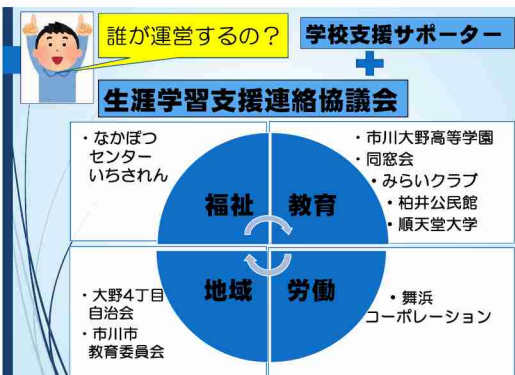 誰が運営するの？
学校支援サポーター
＋
生涯学習支援連絡協議会
・なかぽつ
センター
いちされん
福祉
・市川大野高等学園
・同窓会
・みらいクラブ
・柏井公民館
・順天堂大学
教育
・大野4丁目
自治会
・市川市
教育委員会
地域
労働
・舞浜
コーポレーション